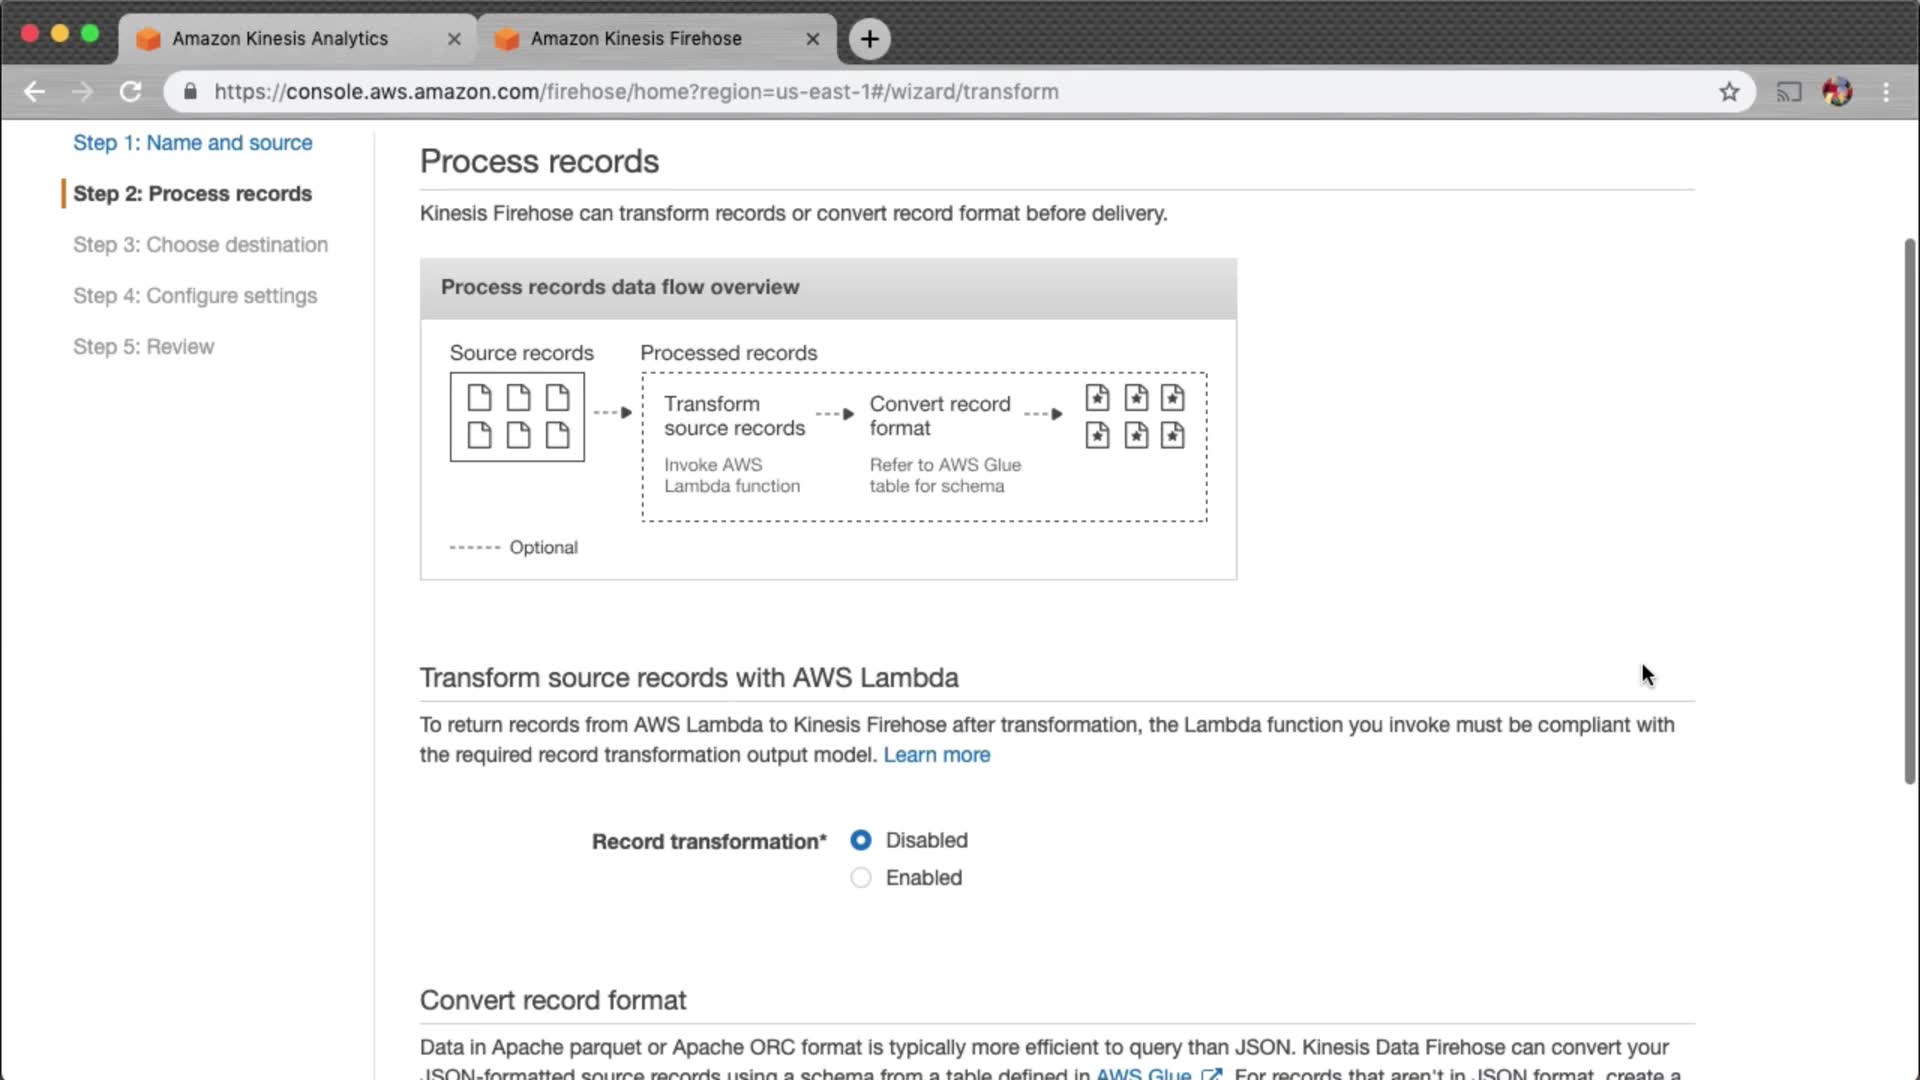 Amazon Kinesis Analytics
Amazon Kinesis Firehose
https://console.aws.amazon.com/firehose/home?region=us-east-1#/wizard/transform
Step 1: Name and source
Step 2: Process records
Step 3: Choose destination
Step 4: Configure settings
Step 5: Review
Process records
Kinesis Firehose can transform records or convert record format before delivery.
Process records data flow overview
Source records
Processed records
Transform
source records
Invoke AWS
Lambda function
Convert record
format
Refer to AWS Glue
table for schema
Optional
Transform source records with AWS Lambda
To return records from AWS Lambda to Kinesis Firehose after transformation, the Lambda function you invoke must be compliant with
the required record transformation output model. Learn more
Record transformation*
Disabled
Enabled
Convert record format
Data in Apache parquet or Apache ORC format is typically more efficient to query than JSON. Kinesis Data Firehose can convert your
JSON-formatted source records using a schema from a table defined in AWS Glue. For records that aren't in JSON format, create a